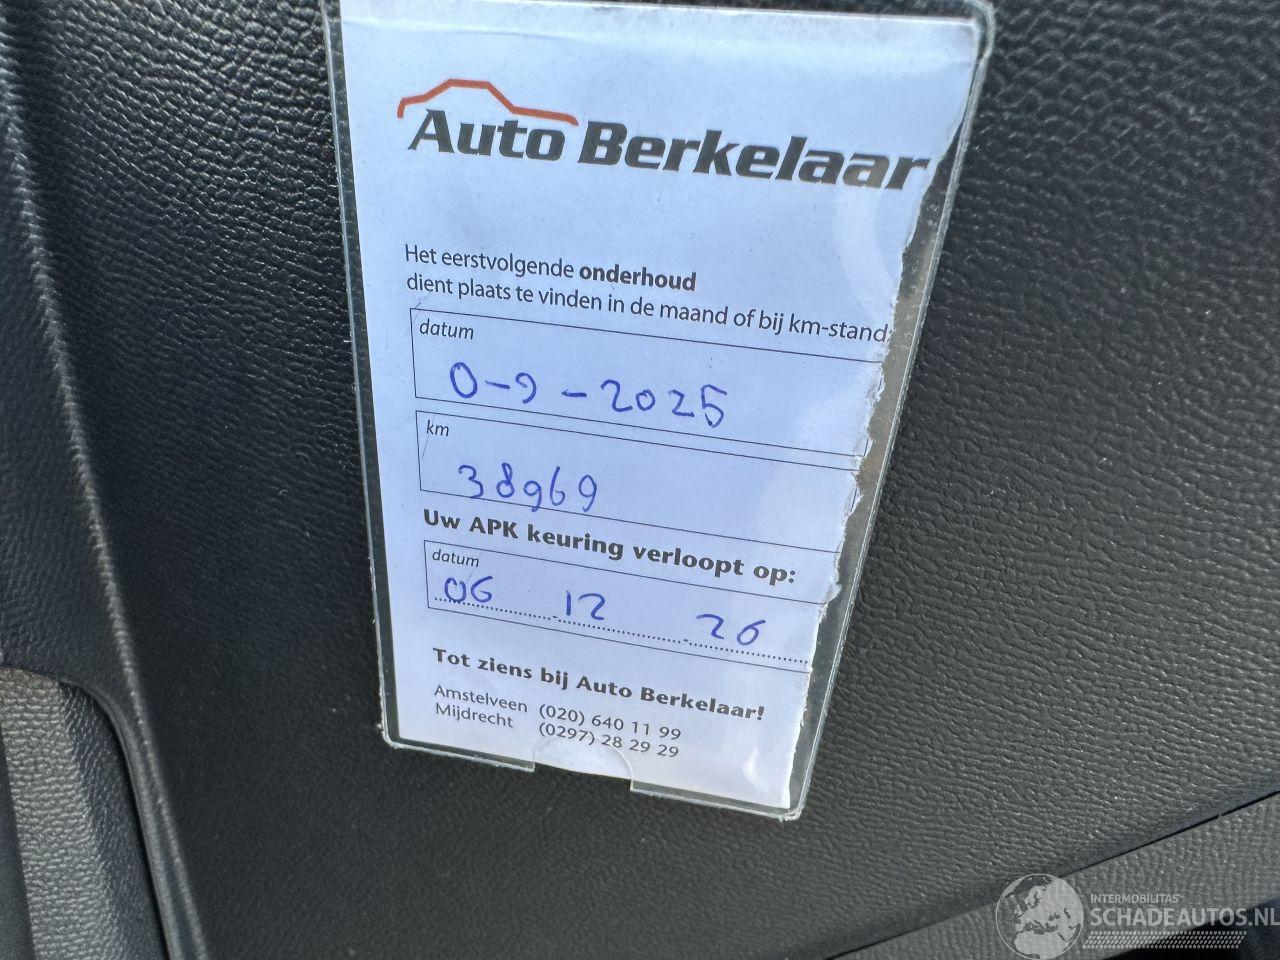 Auto Berkelaar
Het eerstvolgende onderhoud
dient plaats te vinden in de maand of bij km-stand:
datum
0-9-2025
km
38969
Uw APK keuring verloopt op:
datum
06 - 12 - 26
Tot ziens bij Auto Berkelaar!
Amstelveen (020) 640 11 99
Mijdrecht (0297) 28 29 29
INTERMOBILITAS
SCHADEAUTOS.NL